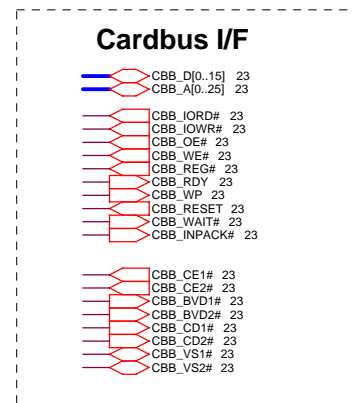 Cardbus I/F
CBB_D[0..15] 23
CBB_A[0..25] 23
CBB_IORD# 23
CBB_IOWR# 23
CBB_OE# 23
CBB_WE# 23
CBB_REG# 23
CBB_RDY 23
CBB_WP 23
CBB_RESET 23
CBB_WAIT# 23
CBB_INPACK# 23
CBB_CE1# 23
CBB_CE2# 23
CBB_BVD1# 23
CBB_BVD2# 23
CBB_CD1# 23
CBB_CD2# 23
CBB_VS1# 23
CBB_VS2# 23